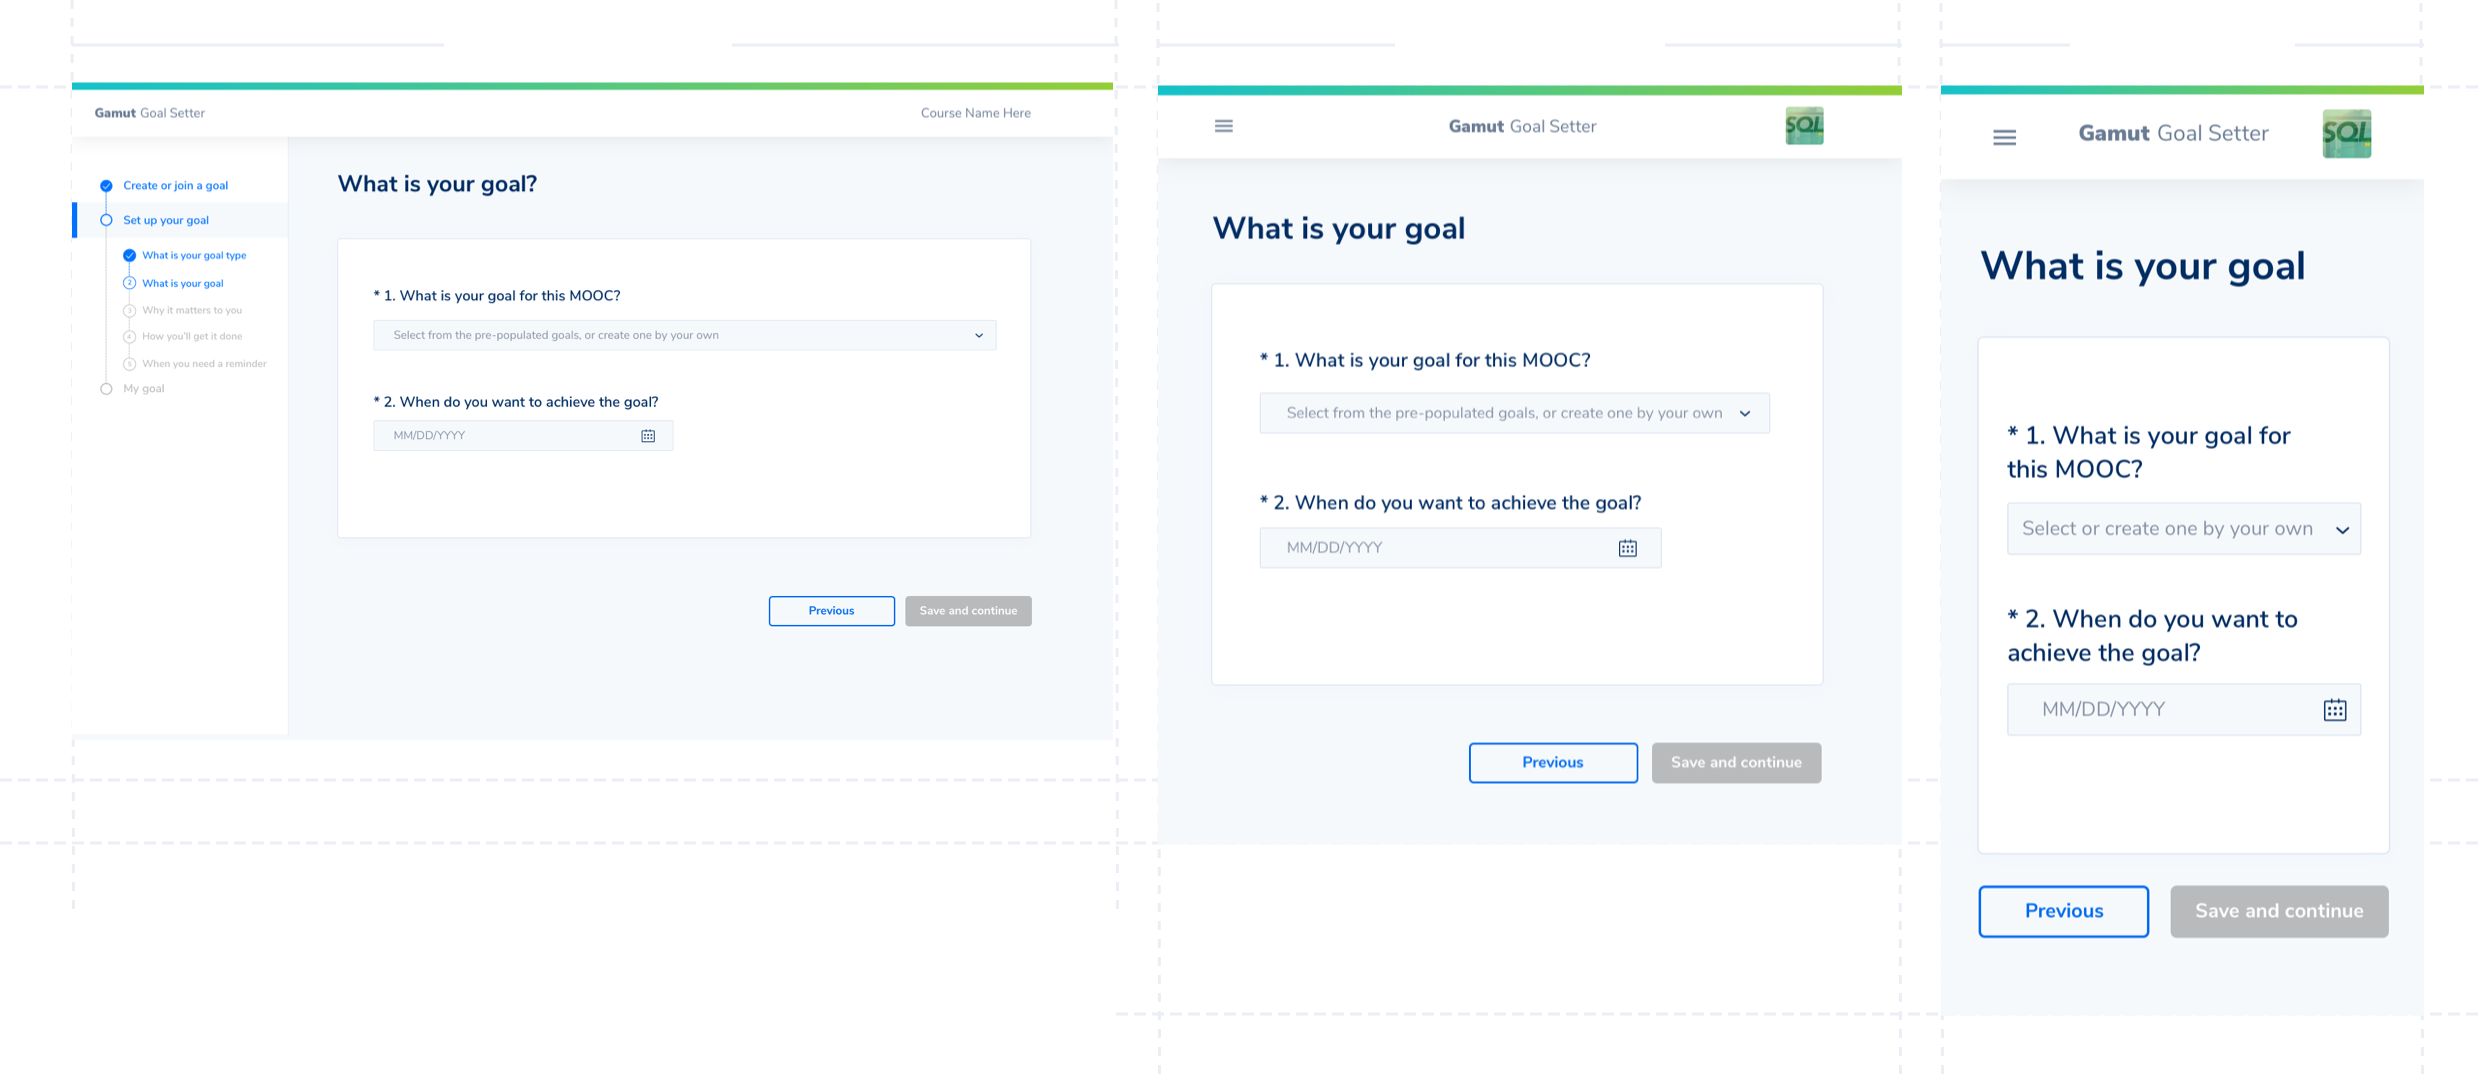 Gamut Goal Setter
Course Name Here
Create or join a goal
Set up your goal
What is your goal type
2 What is your goal
3 Why it matters to you
4 How you'll get it done
5 When you need a reminder
My goal
What is your goal?
* 1. What is your goal for this MOOC?
Select from the pre-populated goals, or create one by your own
* 2. When do you want to achieve the goal?
MM/DD/YYYY
Previous
Save and continue
Gamut Goal Setter
SQL
What is your goal
* 1. What is your goal for this MOOC?
Select from the pre-populated goals, or create one by your own
* 2. When do you want to achieve the goal?
MM/DD/YYYY
Previous
Save and continue
Gamut Goal Setter
SQL
What is your goal
* 1. What is your goal for
this MOOC?
Select or create one by your own
* 2. When do you want to
achieve the goal?
MM/DD/YYYY
Previous
Save and continue